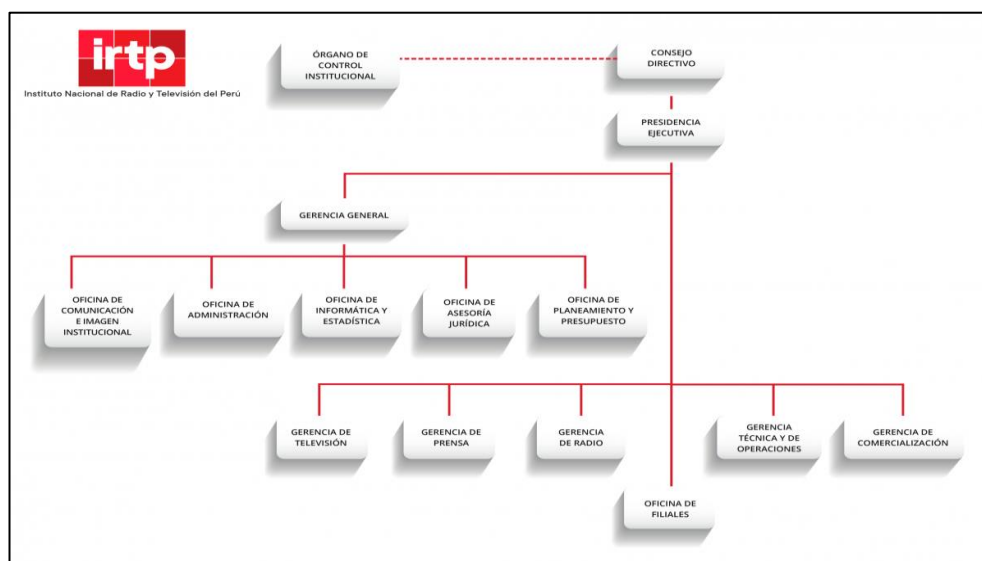 irtp
Instituto Nacional de Radio y Televisión del Perú
ÓRGANO DE
CONTROL
INSTITUCIONAL
CONSEJO
DIRECTIVO
PRESIDENCIA
EJECUTIVA
GERENCIA GENERAL
OFICINA DE
COMUNICACIÓN
E IMAGEN
INSTITUCIONAL
OFICINA DE
ADMINISTRACIÓN
OFICINA DE
INFORMÁTICA Y
ESTADÍSTICA
OFICINA DE
ASESORÍA
JURÍDICA
OFICINA DE
PLANEAMIENTO Y
PRESUPUESTO
GERENCIA DE
TELEVISIÓN
GERENCIA DE
PRENSA
GERENCIA
DE RADIO
GERENCIA
TÉCNICA Y DE
OPERACIONES
GERENCIA DE
COMERCIALIZACIÓN
OFICINA DE
FILIALES